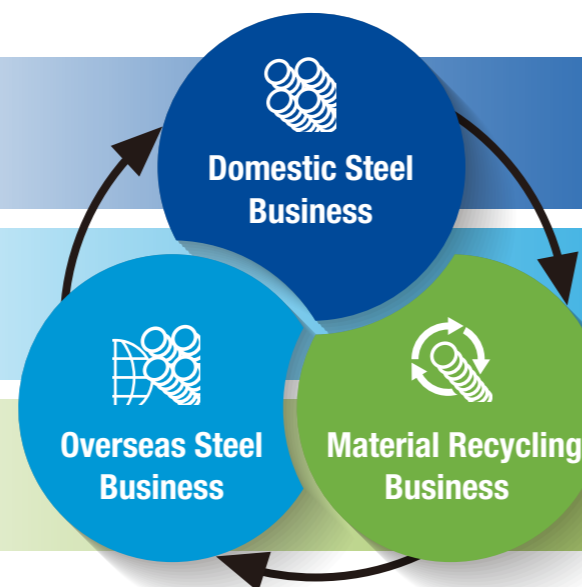 Domestic Steel
Business
Overseas Steel
Business
Material Recycling
Business